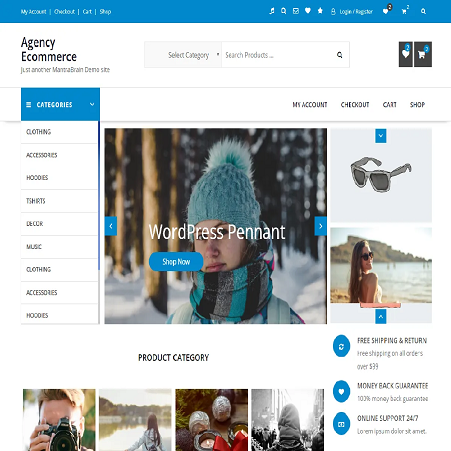 My Account | Checkout | Cart | Shop
Login / Register
2
2
Agency
Ecommerce
Just another MantraBrain Demo site
Select Category
Search Products ...
2
2
CATEGORIES
MY ACCOUNT
CHECKOUT
CART
SHOP
CLOTHING
ACCESSORIES
HOODIES
TSHIRTS
DECOR
MUSIC
CLOTHING
ACCESSORIES
HOODIES
WordPress Pennant
Shop Now
PRODUCT CATEGORY
FREE SHIPPING & RETURN
Free shipping on all orders
over $99
MONEY BACK GUARANTEE
100% money back guarantee
ONLINE SUPPORT 24/7
Lorem ipsum dolor sit amet.